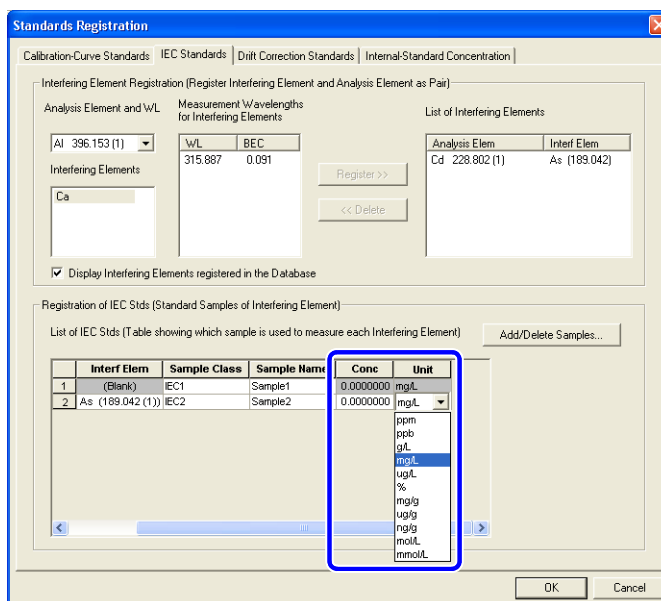 Standards Registration
Calibration-Curve Standards IEC Standards Drift Correction Standards Internal-Standard Concentration
Interfering Element Registration (Register Interfering Element and Analysis Element as Pair)
Analysis Element and WL
Al 396.153 (1)
Interfering Elements
Ca
Measurement Wavelengths
for Interfering Elements
WL BEC
315.887 0.091
Register >>
<< Delete
List of Interfering Elements
Analysis Elem Interf Elem
Cd 228.802 (1) As (189.042)
Display Interfering Elements registered in the Database
Registration of IEC Stds (Standard Samples of Interfering Element)
List of IEC Stds (Table showing which sample is used to measure each Interfering Element)
Add/Delete Samples...
Interf Elem Sample Class Sample Name Conc Unit
1 (Blank) IEC1 Sample1 0.0000000 mg/L
2 As (189.042 (1)) IEC2 Sample2 0.0000000 mg/L
ppm
ppb
g/L
mg/L
ug/L
%
mg/g
ug/g
ng/g
mol/L
mmol/L
OK Cancel